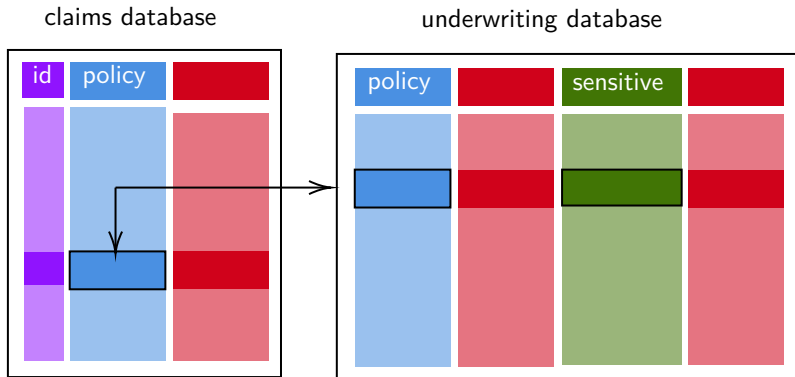 claims database
underwriting database
id
policy
policy
sensitive